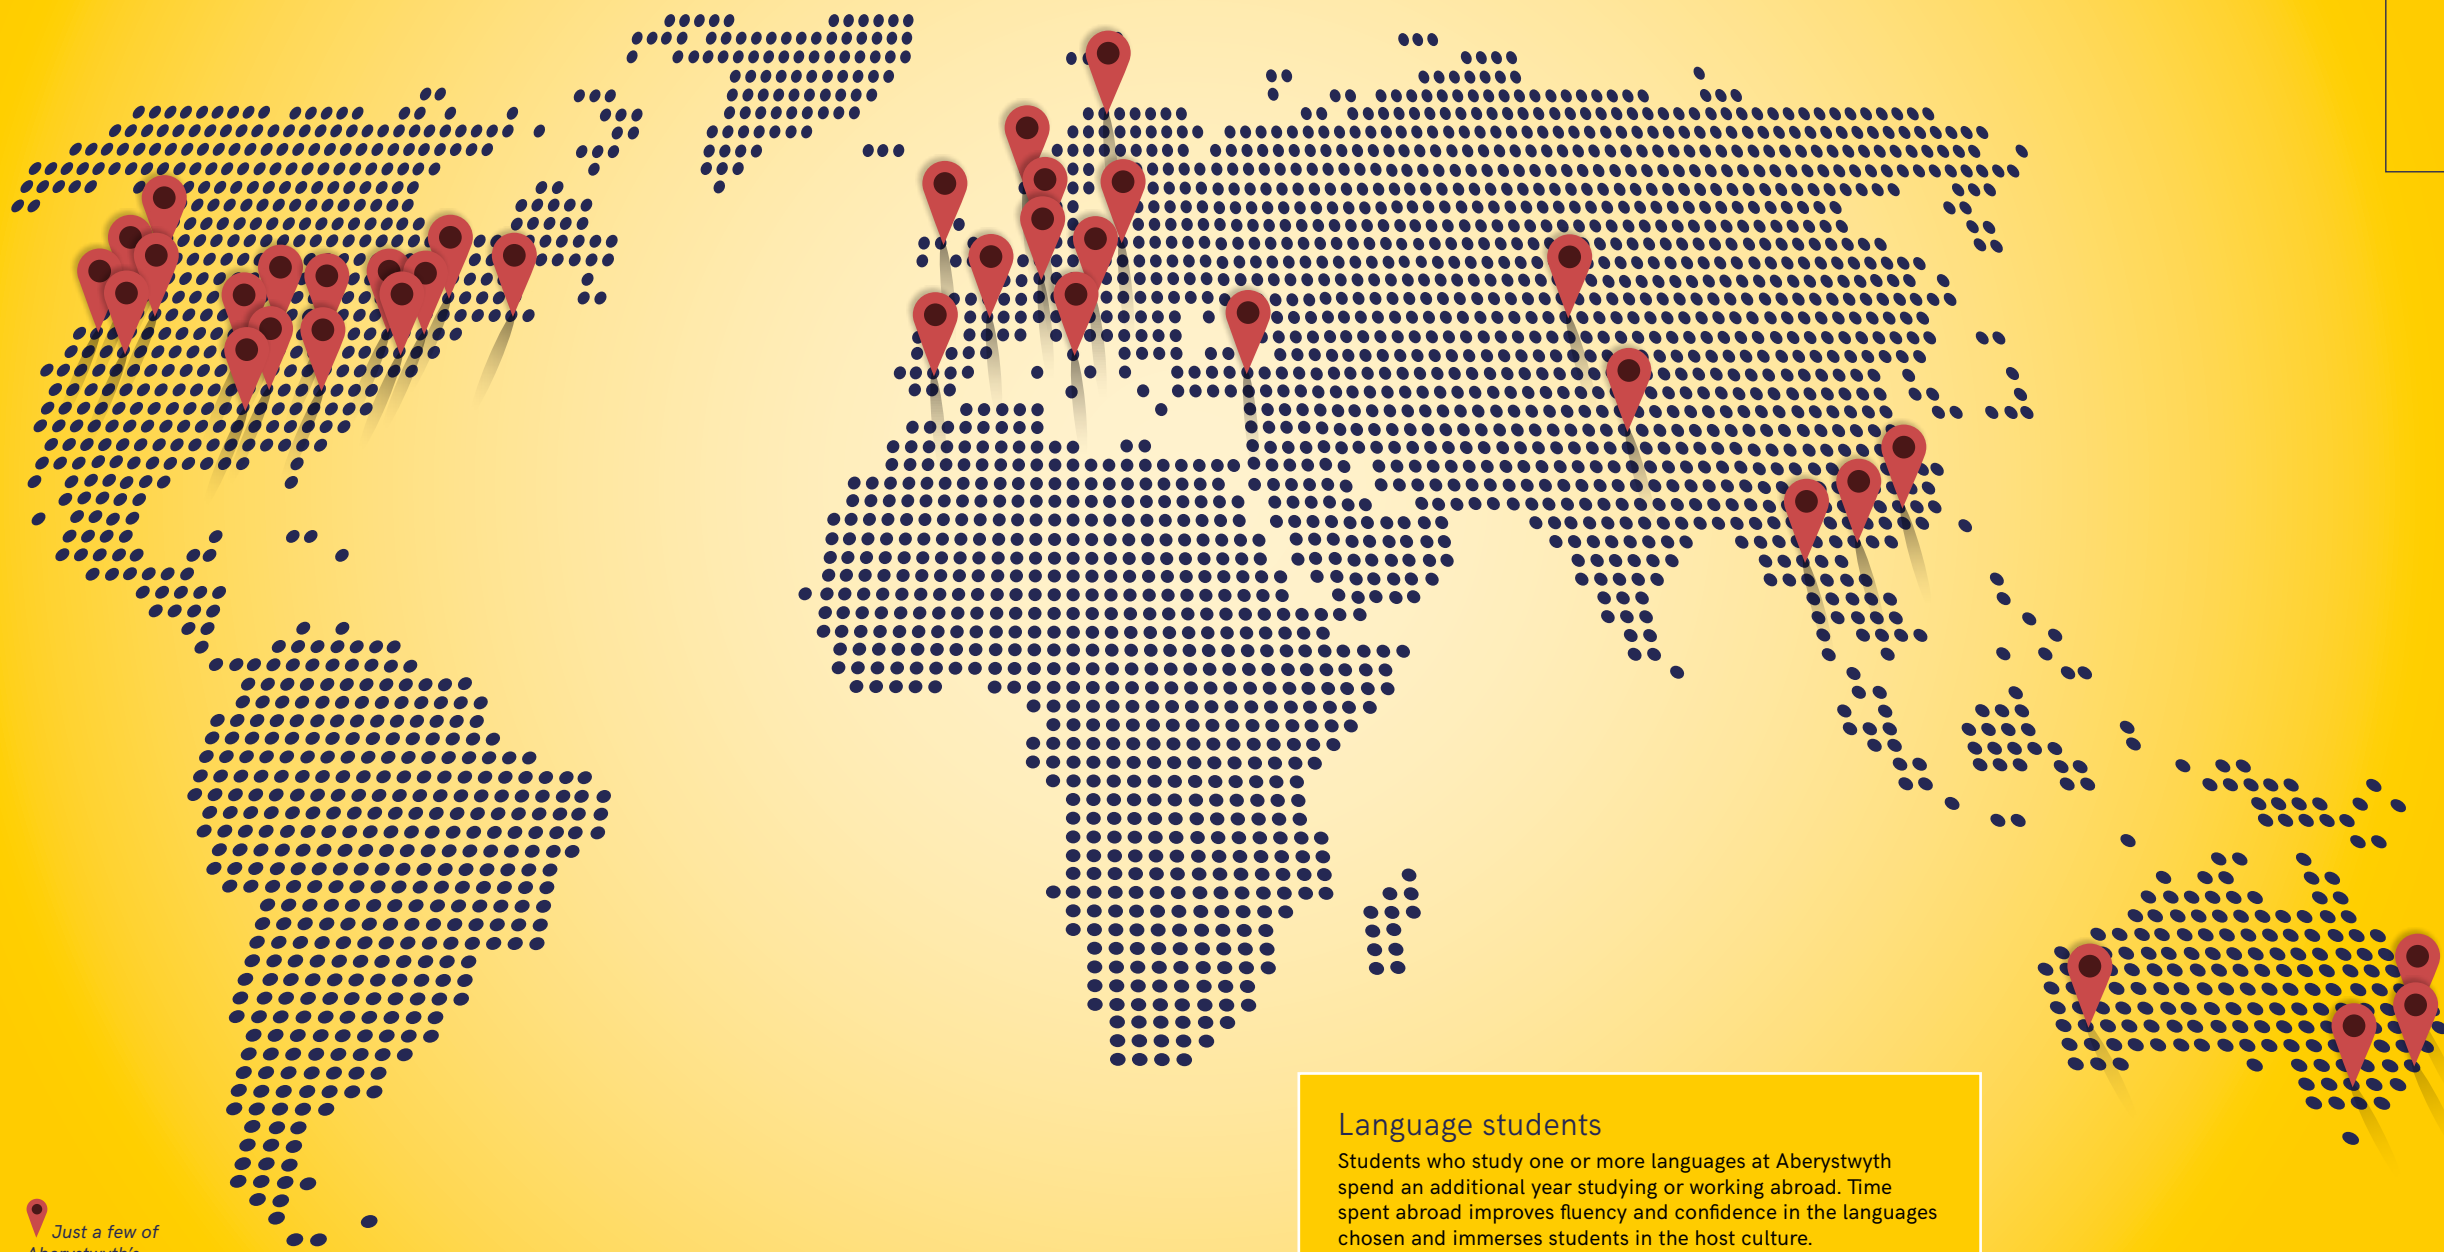 Language students
Students who study one or more languages at Aberystwyth
spend an additional year studying or working abroad. Time
spent abroad improves fluency and confidence in the languages
chosen and immerses students in the host culture.
Just a few of
Aberystwyth's